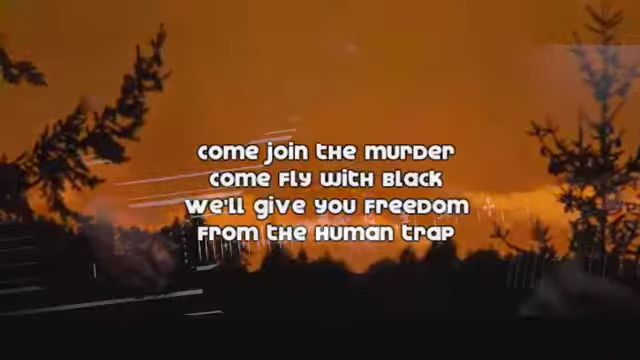 come join the murder
come fly with black
we'll give you freedom
from the human trap